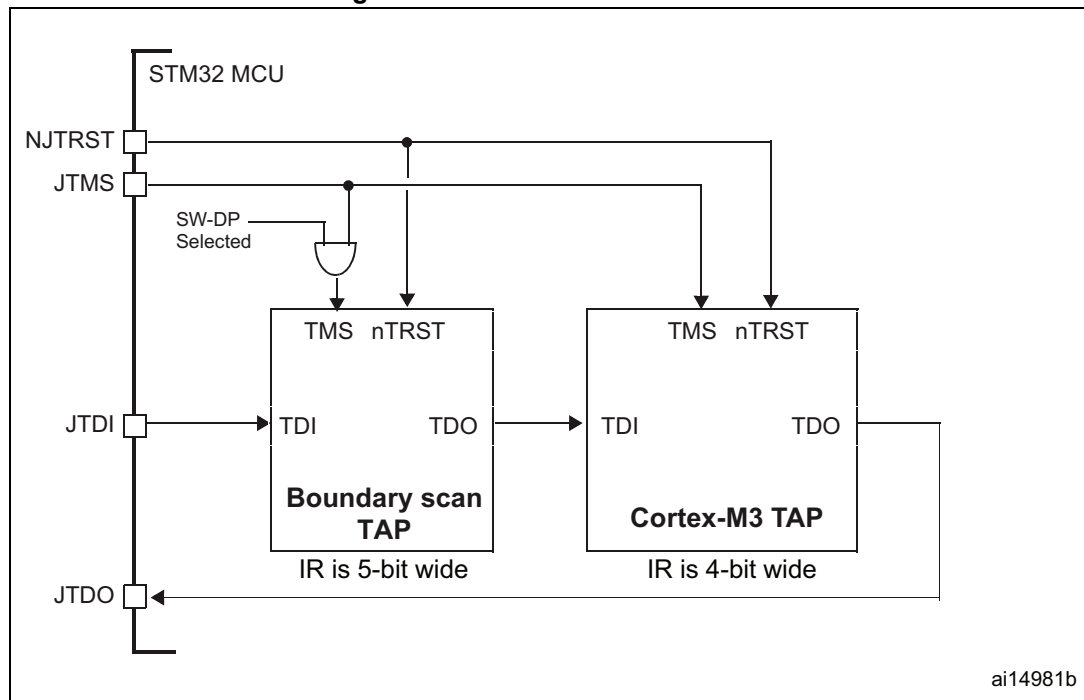 STM32 MCU
NJTRST
JTMS
SW-DP
Selected
TMS nTRST
TMS nTRST
JTDI
TDI
TDO
TDI
TDO
Boundary scan
TAP
Cortex-M3 TAP
IR is 5-bit wide
IR is 4-bit wide
JTDO
ai14981b